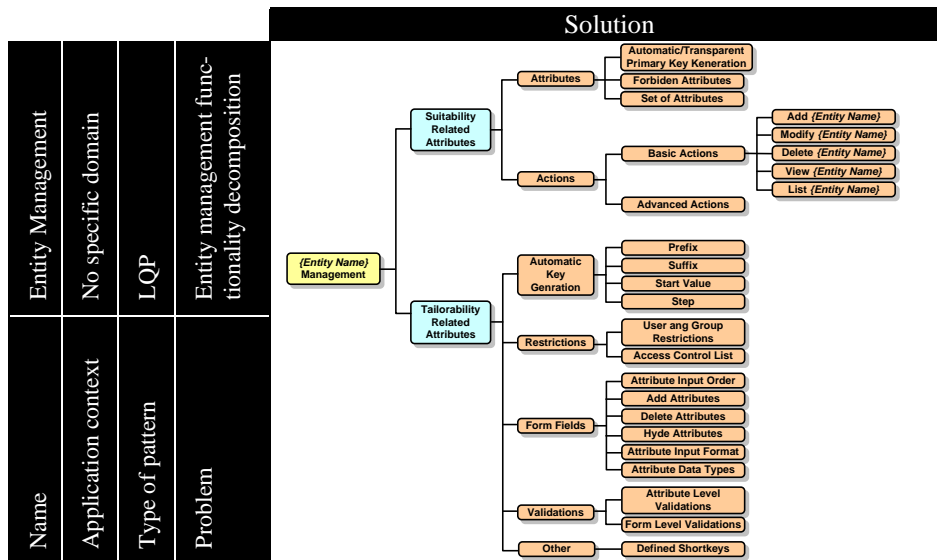 Solution
Name
Entity Management
Application context
No specific domain
Type of pattern
LQP
Problem
Entity management func-
tionality decomposition
{Entity Name}
Management
Suitability
Related
Attributes
Attributes
Automatic/Transparent
Primary Key Keneration
Forbiden Attributes
Set of Attributes
Actions
Basic Actions
Add {Entity Name}
Modify {Entity Name}
Delete {Entity Name}
View {Entity Name}
List {Entity Name}
Advanced Actions
Tailorability
Related
Attributes
Automatic
Key
Genration
Prefix
Suffix
Start Value
Step
Restrictions
User ang Group
Restrictions
Access Control List
Form Fields
Attribute Input Order
Add Attributes
Delete Attributes
Hyde Attributes
Attribute Input Format
Attribute Data Types
Validations
Attribute Level
Validations
Form Level Validations
Other
Defined Shortkeys